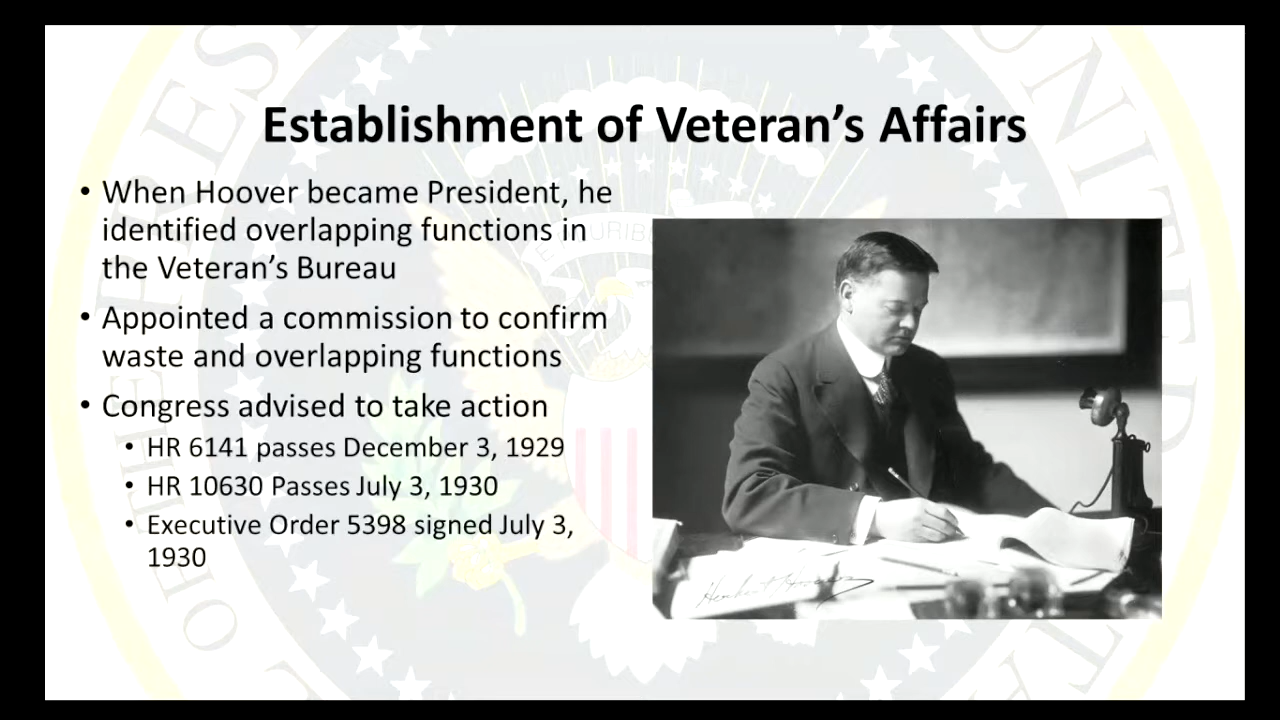 Establishment of Veteran’s Affairs
• When Hoover became President, he
identified overlapping functions in
the Veteran’s Bureau
• Appointed a commission to confirm
waste and overlapping functions
• Congress advised to take action
• HR 6141 passes December 3, 1929
• HR 10630 Passes July 3, 1930
• Executive Order 5398 signed July 3,
1930
Herbert Hoover